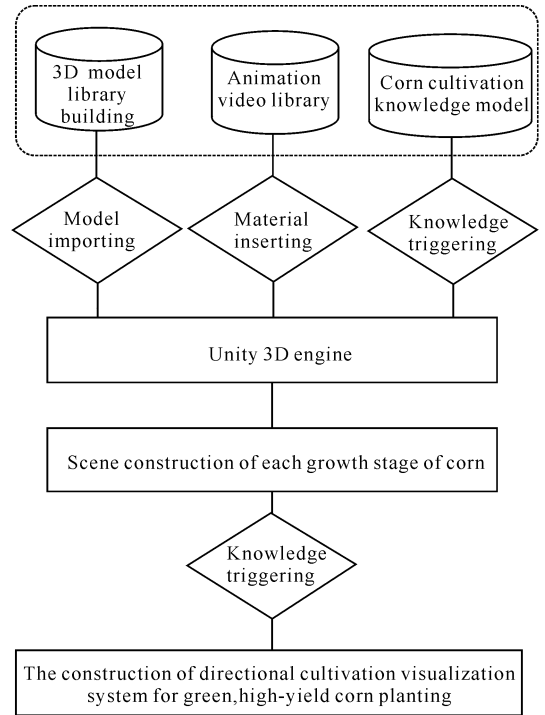 3D model
library
building
Animation
video library
Corn cultivation
knowledge model
Model
importing
Material
inserting
Knowledge
triggering
Unity 3D engine
Scene construction of each growth stage of corn
Knowledge
triggering
The construction of directional cultivation visualization
system for green,high-yield corn planting